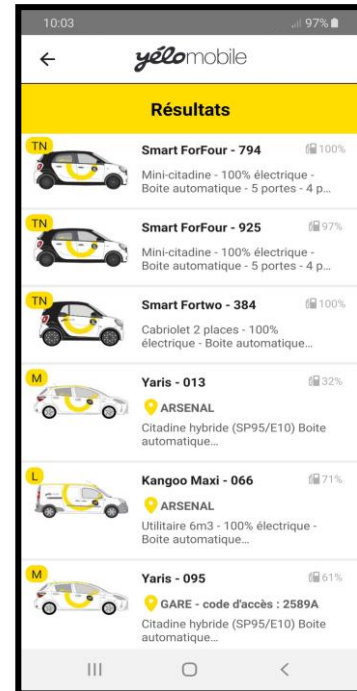 10:03 97%
yélomobile
Résultats
TN
Smart ForFour - 794 100%
Mini-citadine - 100% électrique -
Boite automatique - 5 portes - 4 p...
TN
Smart ForFour - 925 97%
Mini-citadine - 100% électrique -
Boite automatique - 5 portes - 4 p...
TN
Smart Fortwo - 384 100%
Cabriolet 2 places - 100%
électrique - Boite automatique...
M
Yaris - 013 32%
ARSENAL
Citadine hybride (SP95/E10) Boite
automatique...
L
Kangoo Maxi - 066 71%
ARSENAL
Utilitaire 6m3 - 100% électrique -
Boite automatique...
M
Yaris - 095 61%
GARE - code d'accès : 2589A
Citadine hybride (SP95/E10) Boite
automatique...